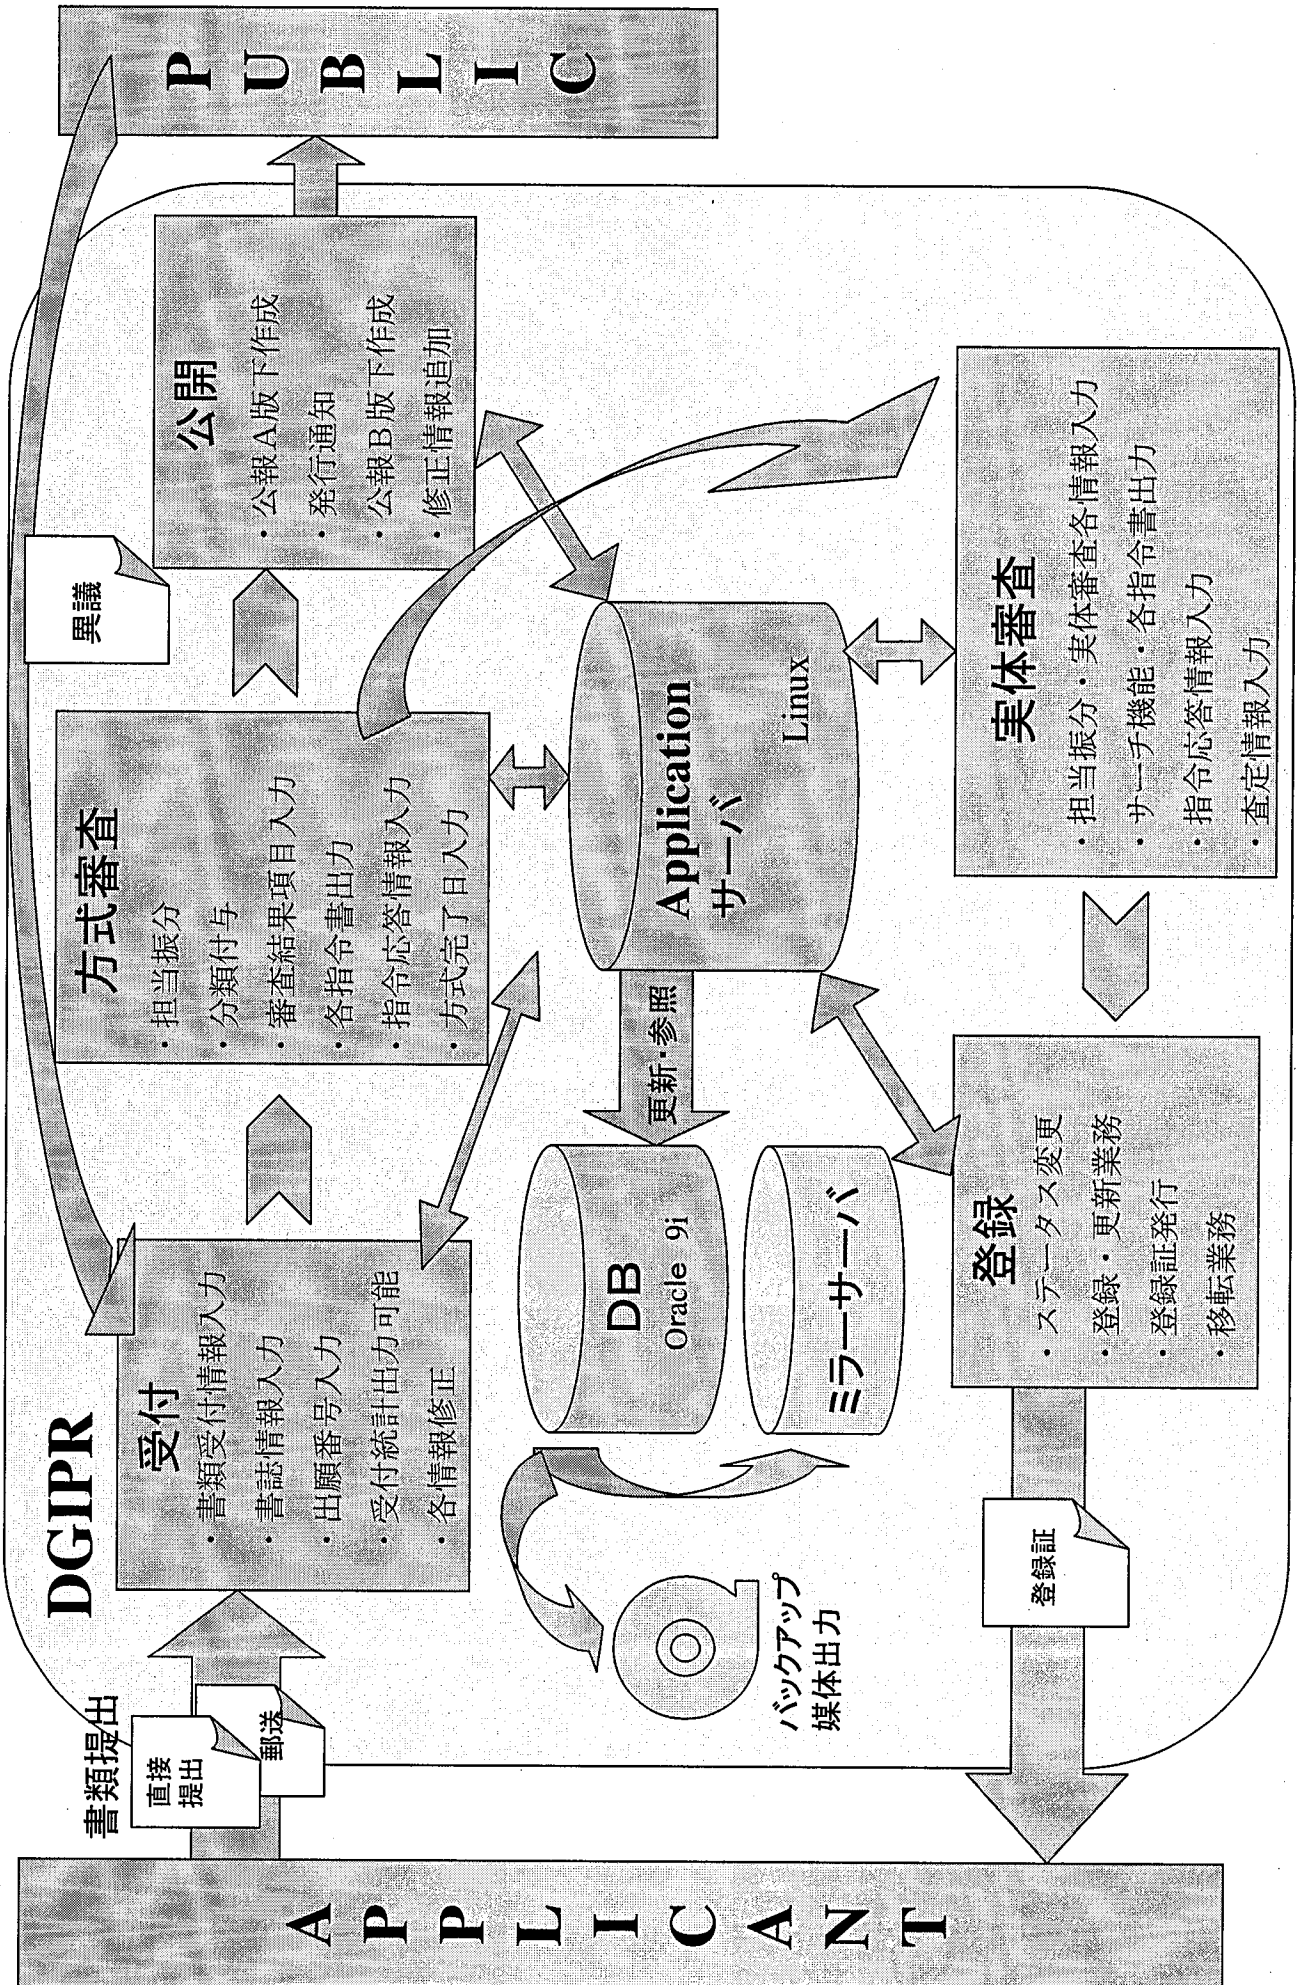 DGIPR
APPLICANT
書類提出
直接
提出
郵送
受付
・書類受付情報入力
・書誌情報入力
・出願番号入力
・受付統計出力可能
・各情報修正
方式審査
・担当振分
・分類付与
・審査結果項目入力
・各指令書出力
・指令応答情報入力
・方式完了日入力
異議
公開
・公報A版下作成
・発行通知
・公報B版下作成
・修正情報追加
PUBLIC
Application
サーバ
Linux
更新・参照
DB
Oracle 9i
ミラーサーバ
バックアップ
媒体出力
実体審査
・担当振分・実体審査各情報入力
・サーチ機能・各指令書出力
・指令応答情報入力
・査定情報入力
登録
・ステータス変更
・登録・更新業務
・登録証発行
・移転業務
登録証